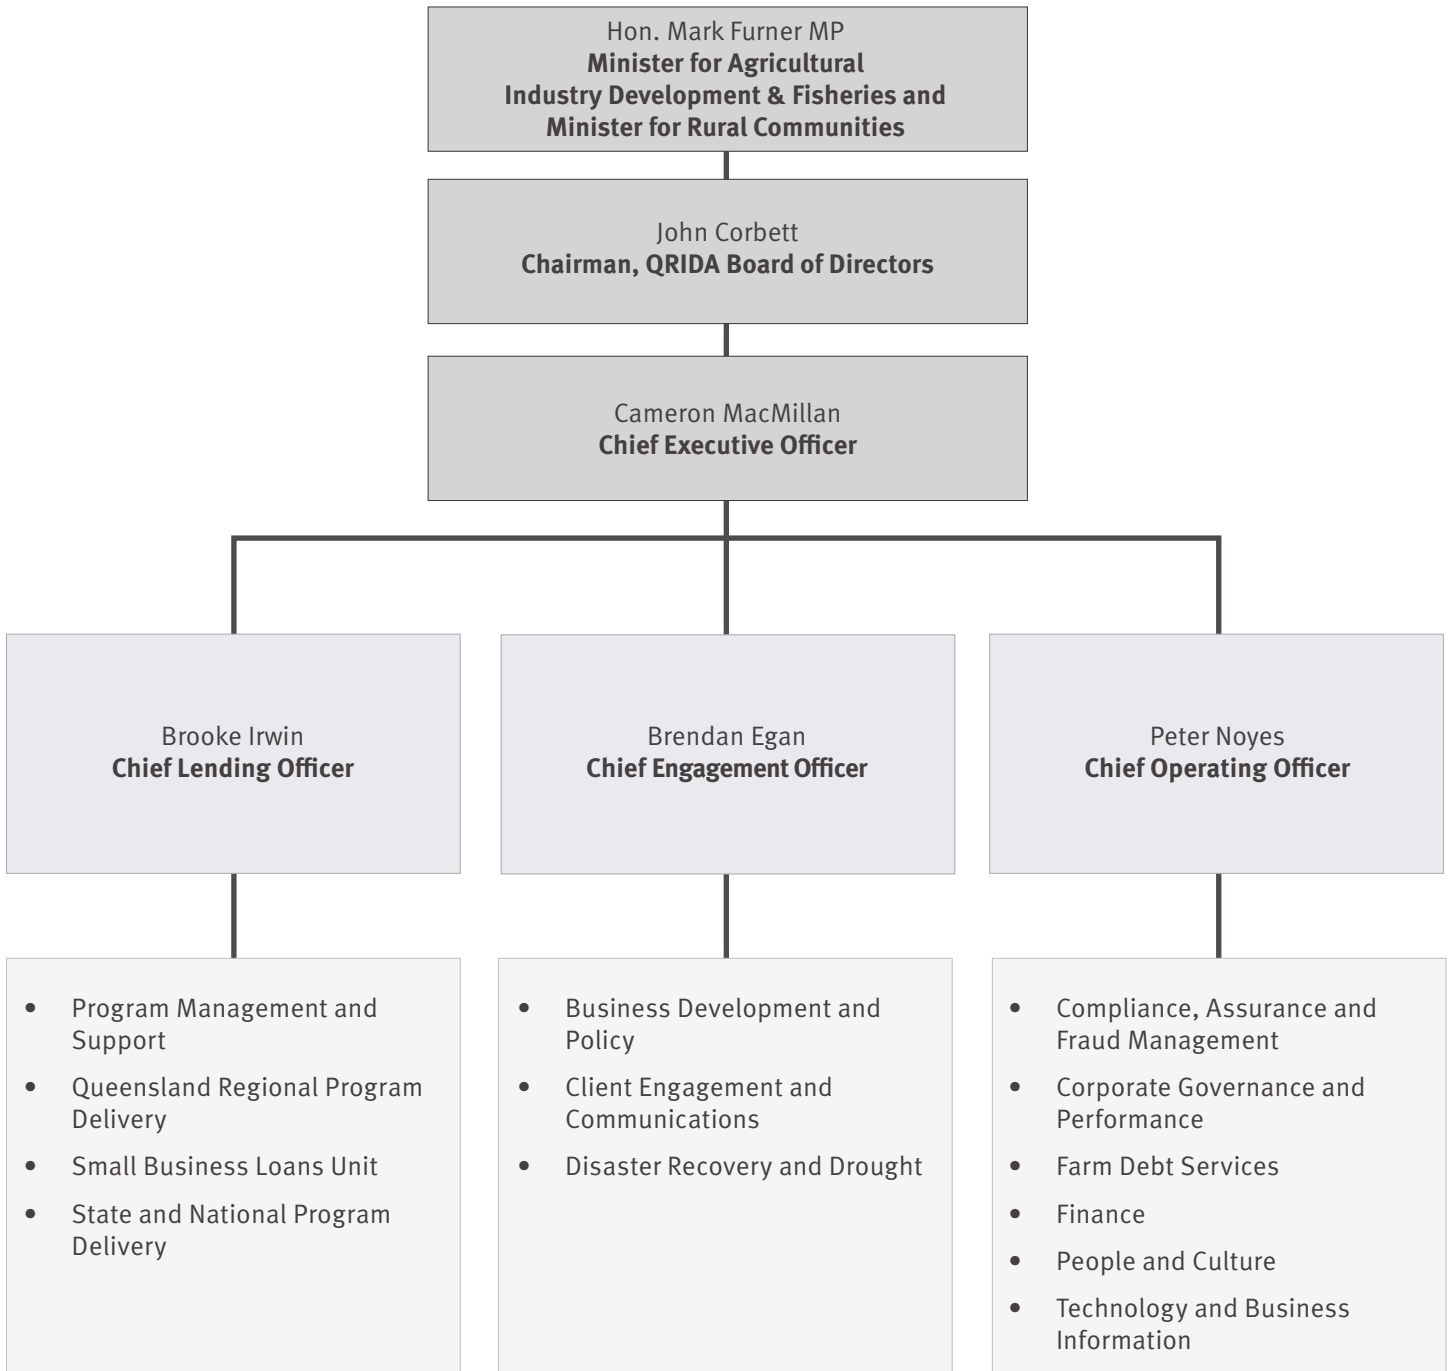 Hon. Mark Furner MP
Minister for Agricultural
Industry Development & Fisheries and
Minister for Rural Communities
John Corbett
Chairman, QRIDA Board of Directors
Cameron MacMillan
Chief Executive Officer
Brooke Irwin
Chief Lending Officer
Brendan Egan
Chief Engagement Officer
Peter Noyes
Chief Operating Officer
• Program Management and
Support
• Queensland Regional Program
Delivery
• Small Business Loans Unit
• State and National Program
Delivery
• Business Development and
Policy
• Client Engagement and
Communications
• Disaster Recovery and Drought
• Compliance, Assurance and
Fraud Management
• Corporate Governance and
Performance
• Farm Debt Services
• Finance
• People and Culture
• Technology and Business
Information